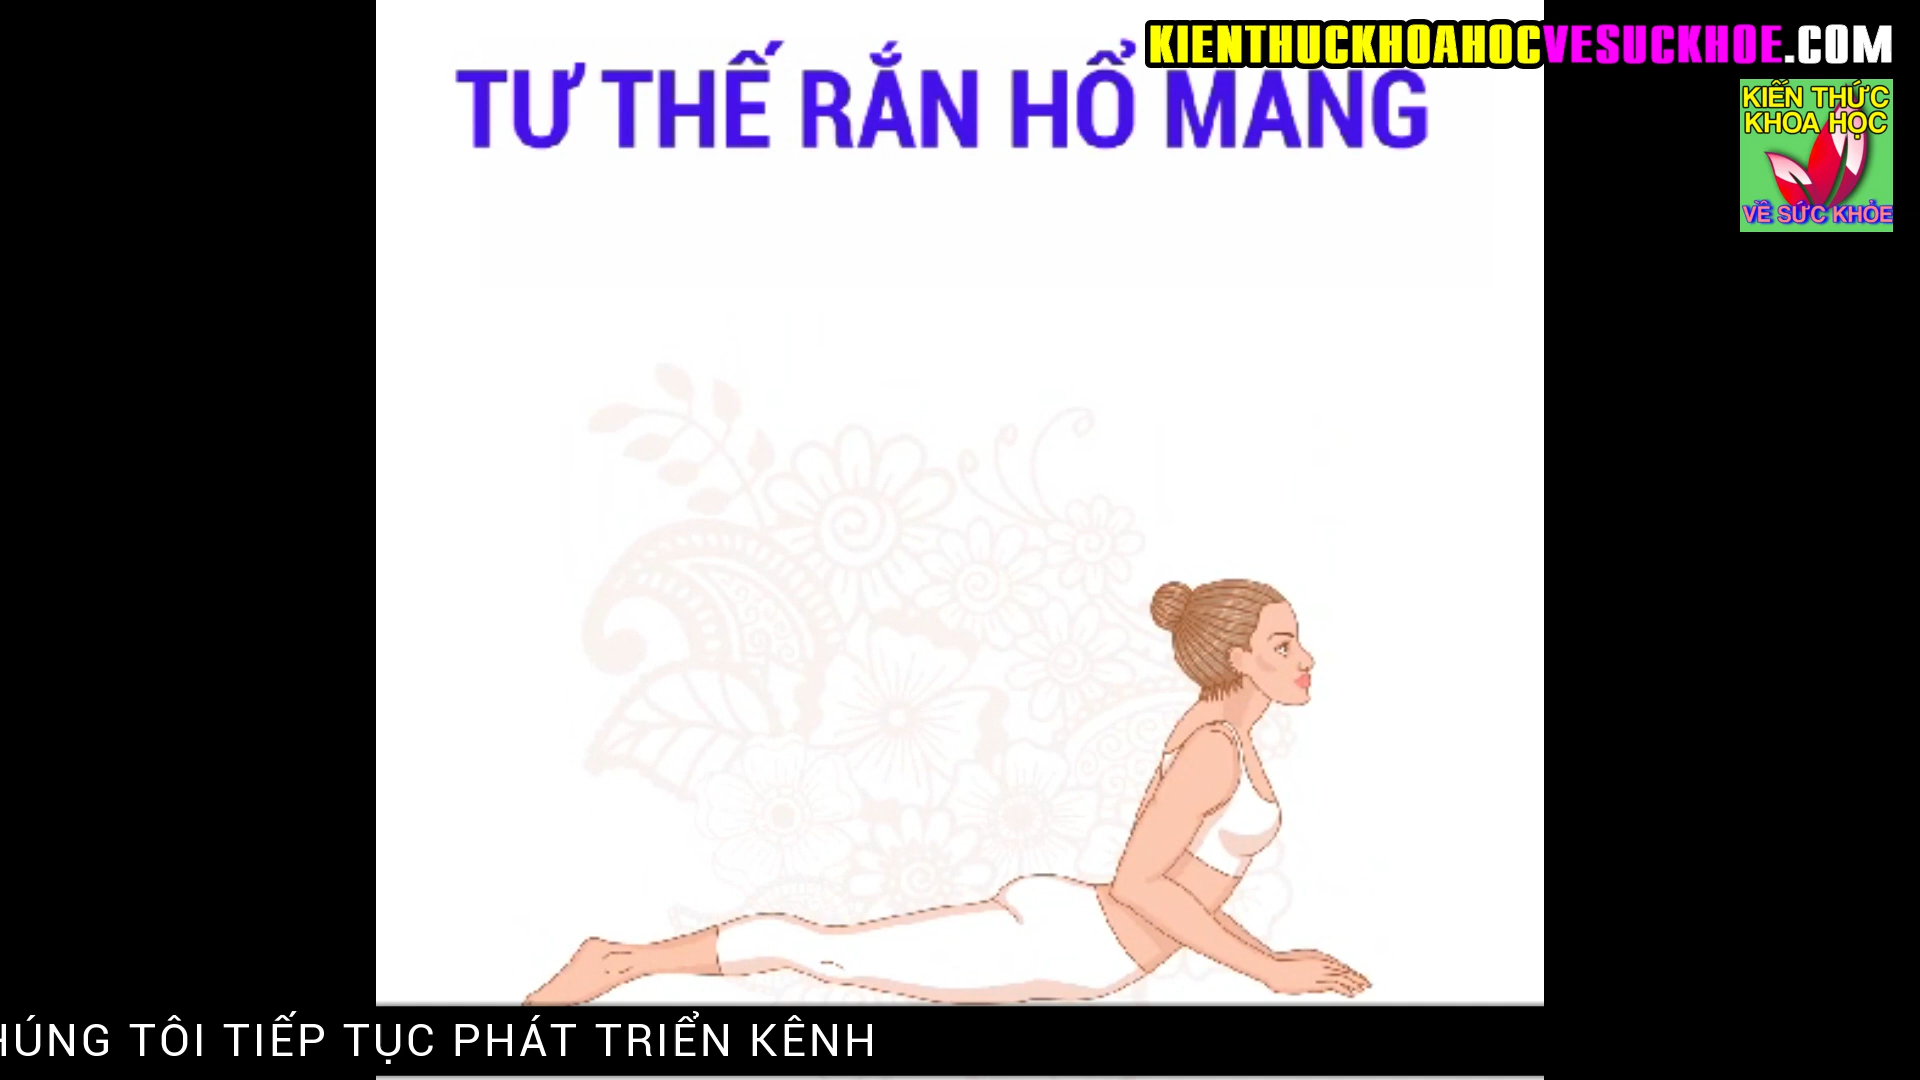 KIENTHUCKHOAHOCVESUCKHOE.COM
TƯ THẾ RẮN HỔ MANG
KIẾN THỨC
KHOA HỌC
VỀ SỨC KHỎE
TÔI TIẾP TỤC PHÁT TRIỂN KÊNH